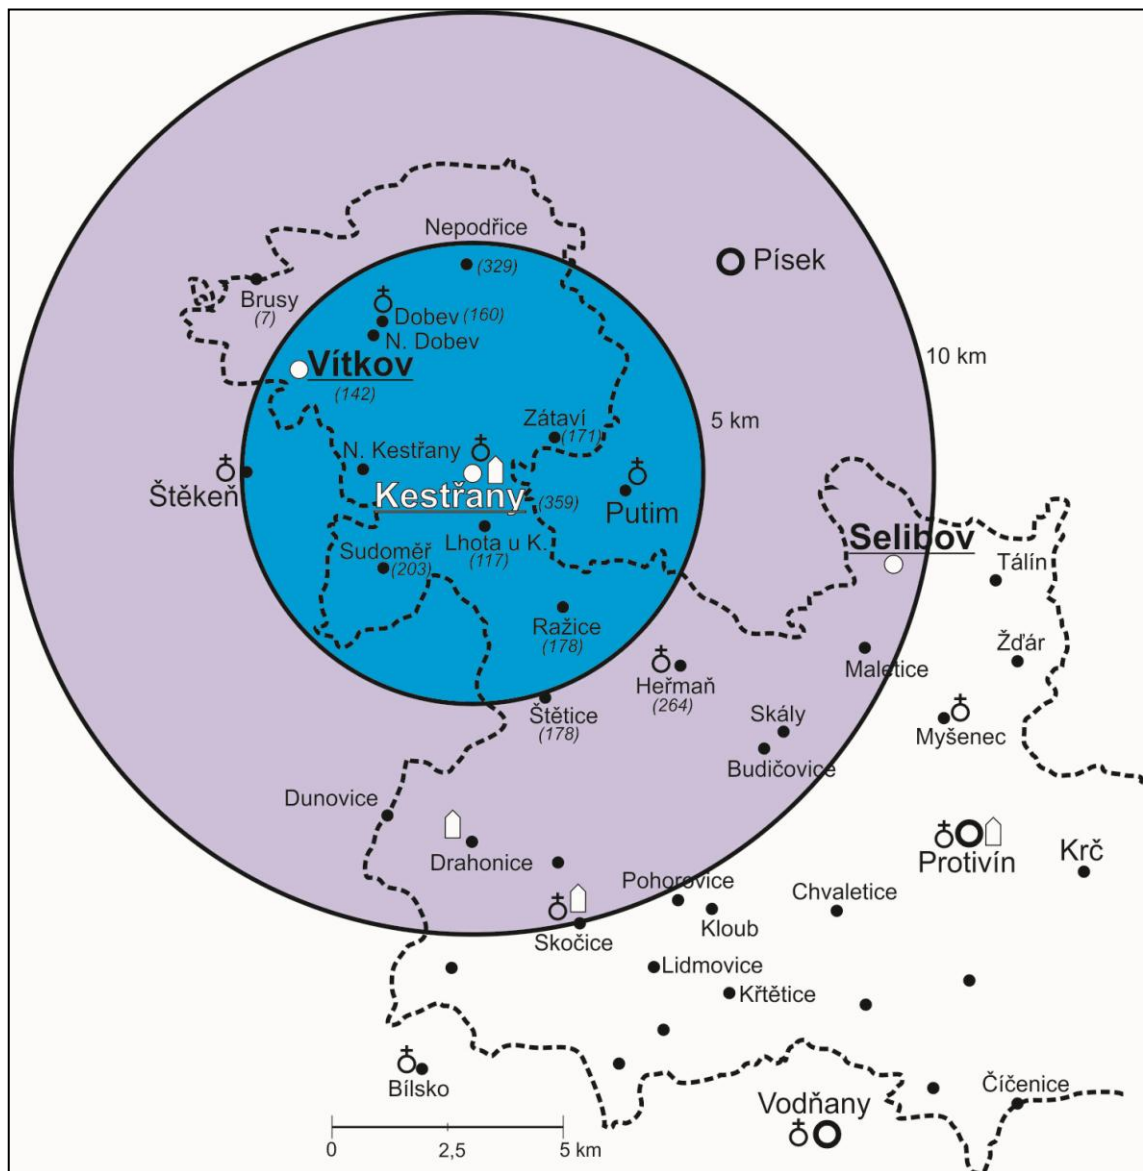 Nepodřice
(329)
Písek
Brusy
(7)
Dobev (160)
N. Dobev
10 km
Vítkov
(142)
5 km
Zátaví
(171)
N. Kestřany
Štěkeň
Kestřany (359)
Putim
Selibov
Lhota u K.
(117)
Sudoměř
(203)
Tálín
Ražice
(178)
Žďár
Maletice
Heřmaň
(264)
Štětice
(178)
Skály
Myšenec
Budičovice
Dunovice
Drahonice
Protivín
Krč
Pohorovice
Chvaletice
Kloub
Skočice
Lidmovice
Křtětice
Bílsko
Číčenice
Vodňany
0 2,5 5 km